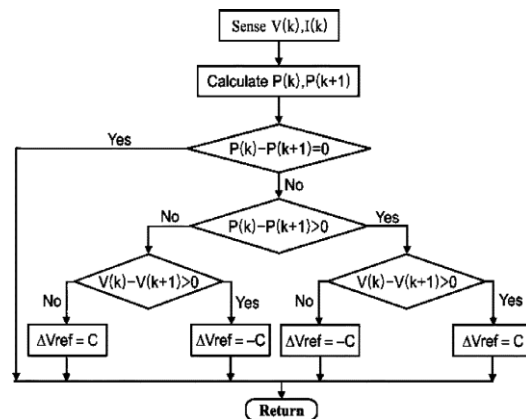 Sense V(k),I(k)
Calculate P(k),P(k+1)
Yes
P(k)–P(k+1)=0
No
No
P(k)–P(k+1)>0
Yes
V(k)–V(k+1)>0
V(k)–V(k+1)>0
No
Yes
No
Yes
ΔVref = C
ΔVref = –C
ΔVref = –C
ΔVref = C
Return